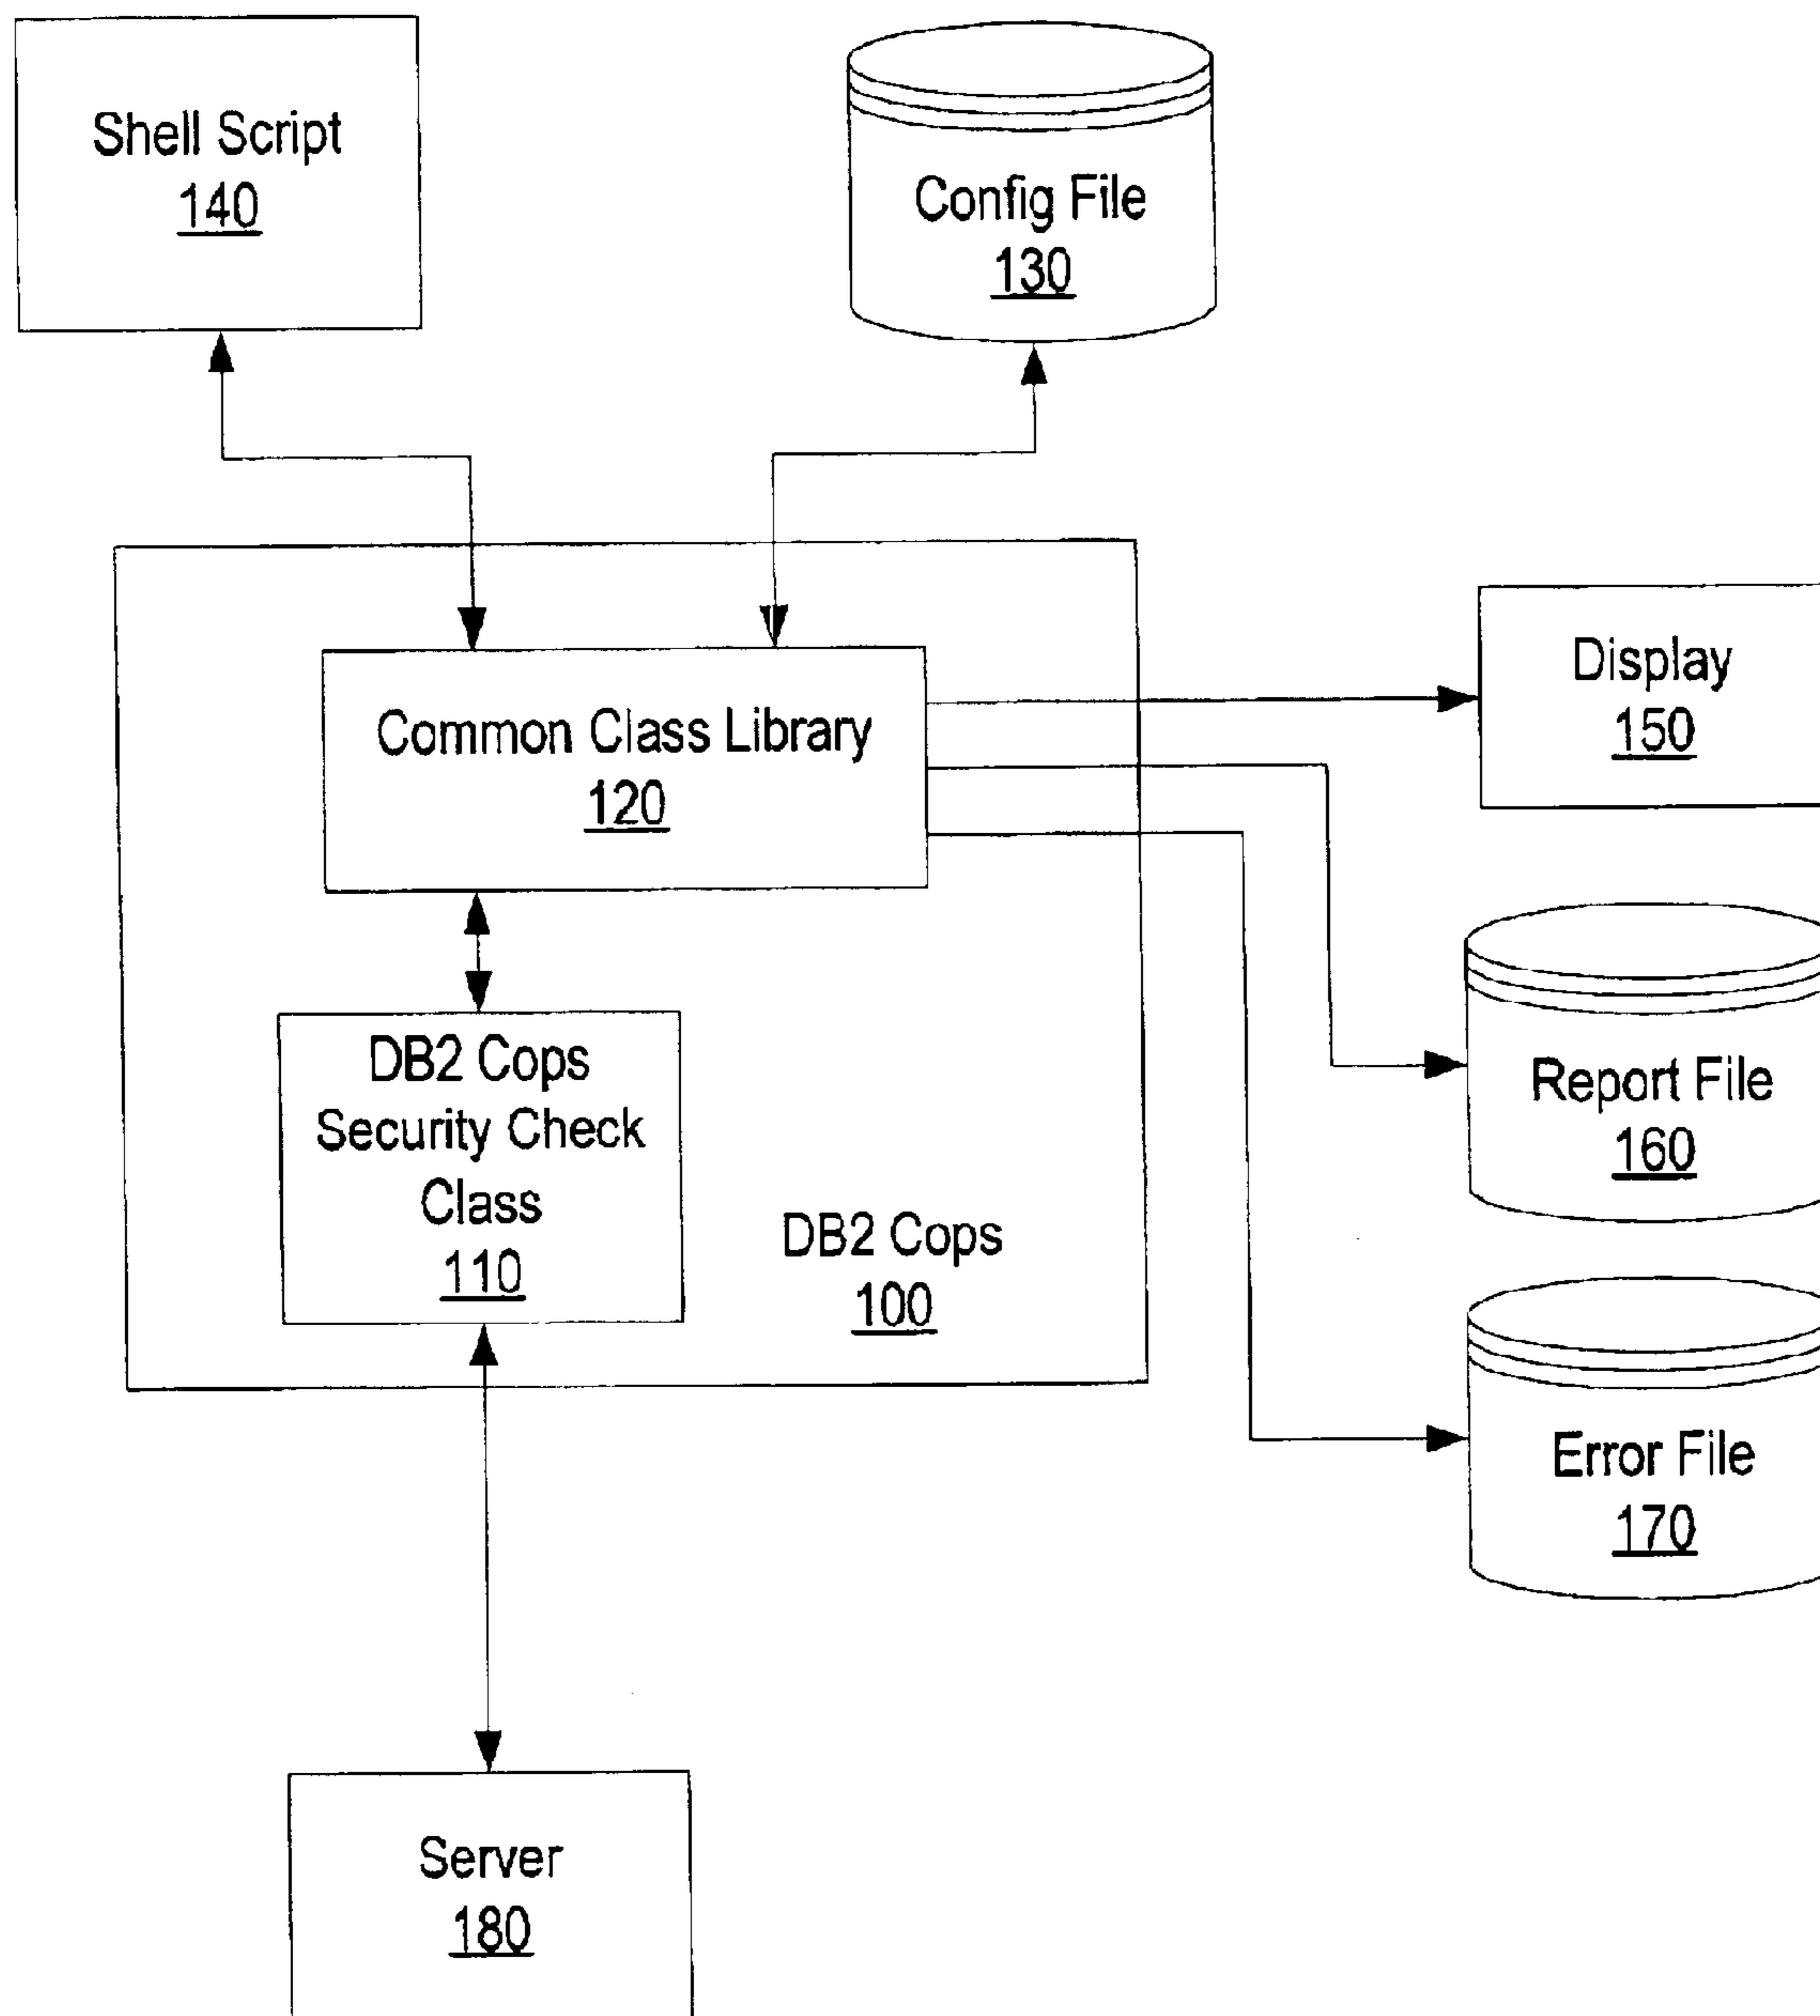 Shell Script
140
Config File
130
Common Class Library
120
Display
150
DB2 Cops
Security Check
Class
110
DB2 Cops
100
Report File
160
Error File
170
Server
180